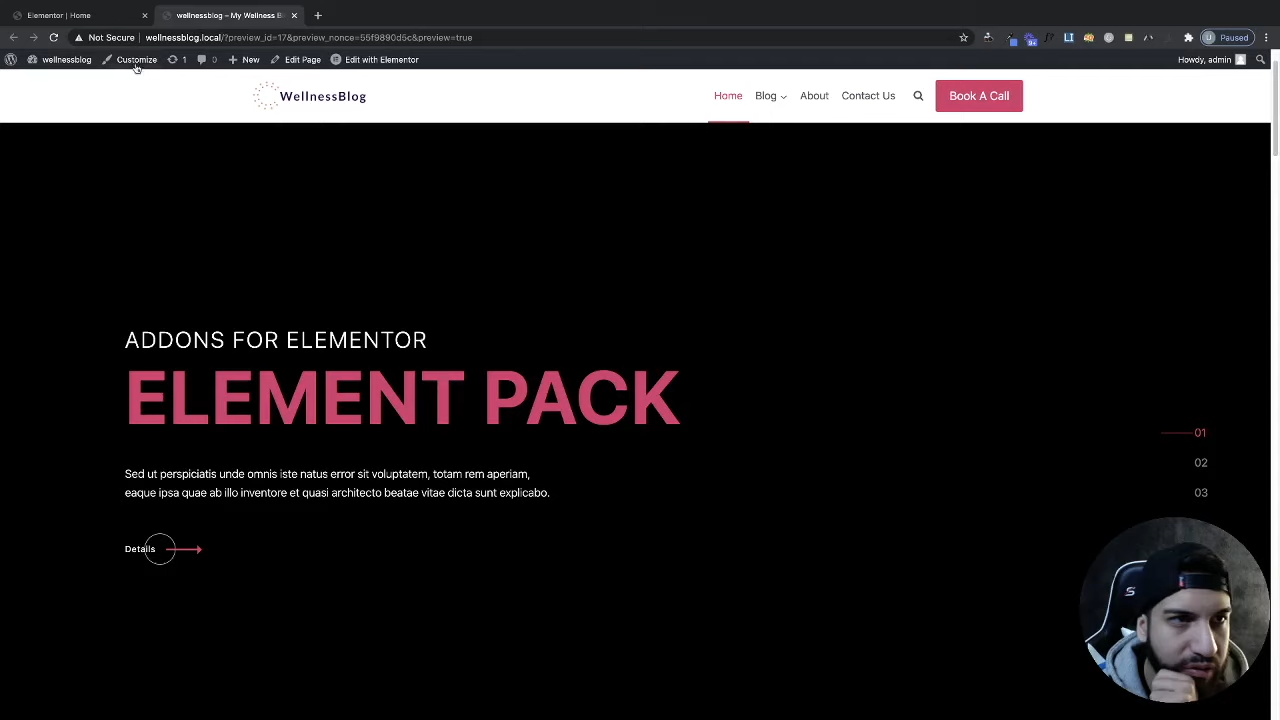 Elementor | Home
wellnessblog – My Wellness B
Not Secure
wellnessblog.local/?preview_id=17&preview_nonce=55f9890d5c&preview=true
Paused
wellnessblog
Customize
1
0
New
Edit Page
Edit with Elementor
Howdy, admin
WellnessBlog
Home
Blog
About
Contact Us
Book A Call
ADDONS FOR ELEMENTOR
ELEMENT PACK
Sed ut perspiciatis unde omnis iste natus error sit voluptatem, totam rem aperiam,
eaque ipsa quae ab illo inventore et quasi architecto beatae vitae dicta sunt explicabo.
Details
01
02
03